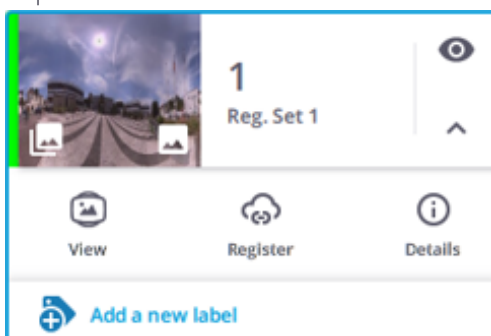 1
Reg. Set 1
View
Register
Details
Add a new label